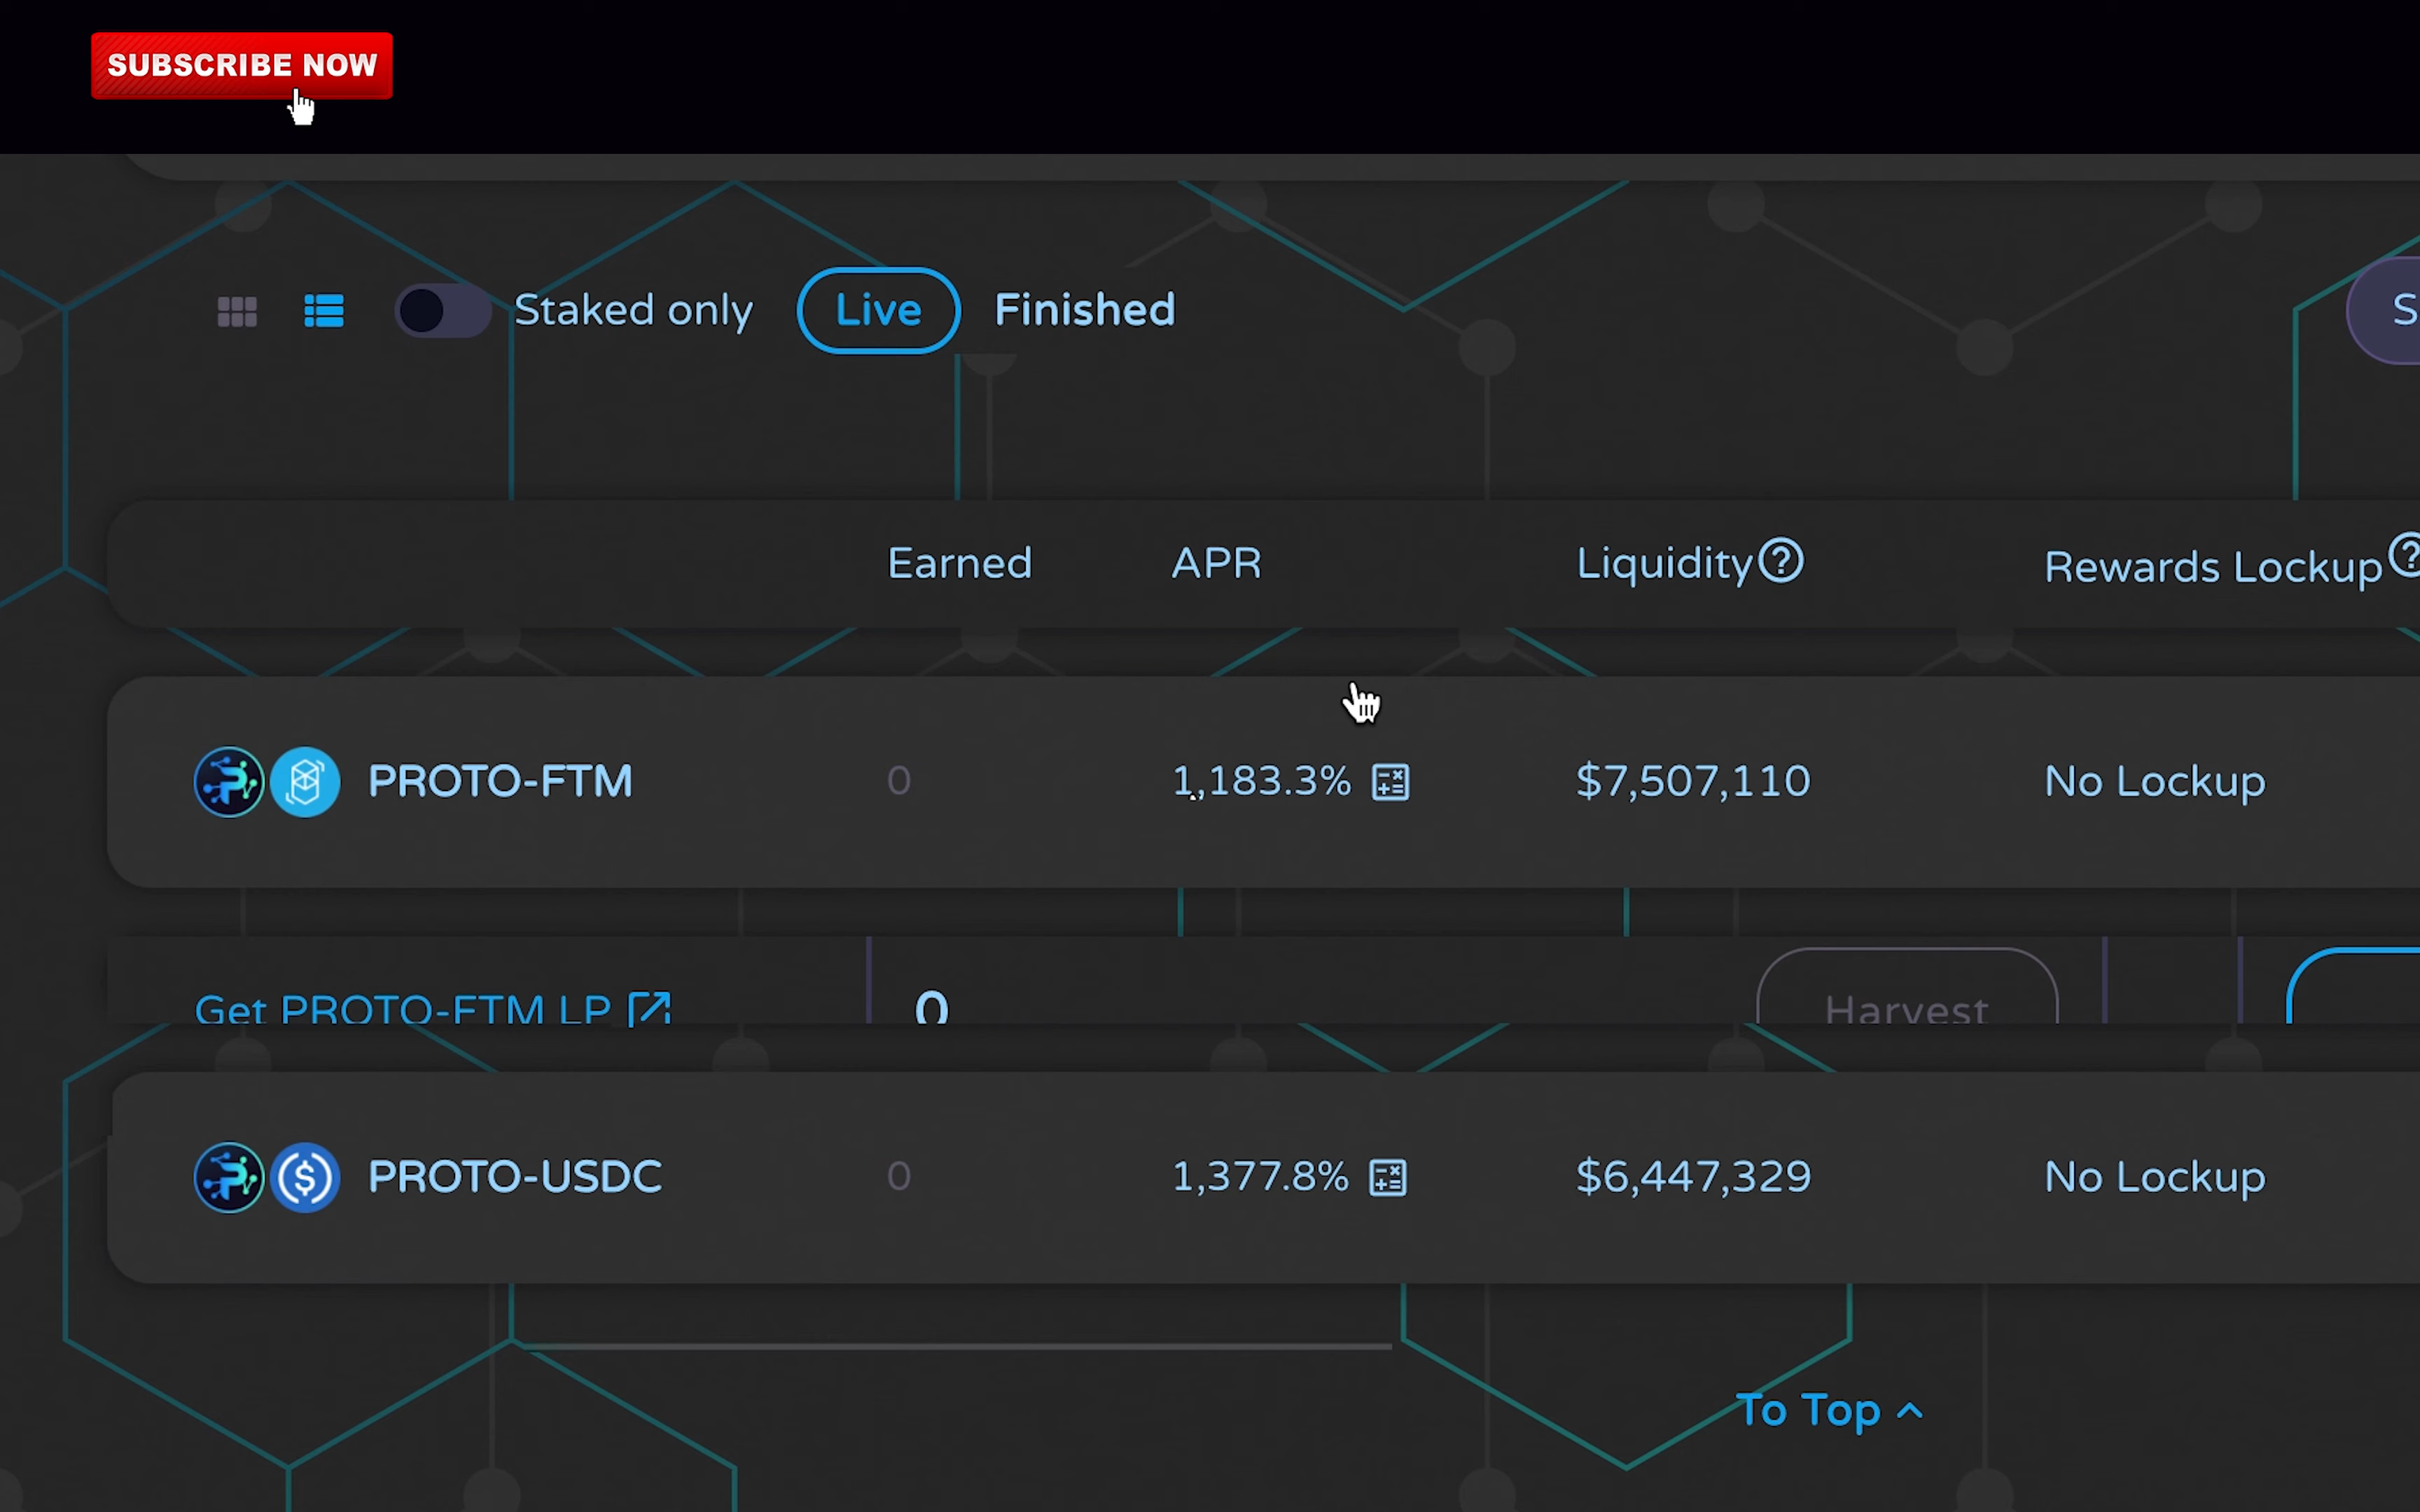 SUBSCRIBE NOW
Staked only Live Finished
Earned APR Liquidity Rewards Lockup
PROTO-FTM 0 1,183.3% $7,507,110 No Lockup
Get PROTO-FTM LP 0 Harvest
PROTO-USDC 0 1,377.8% $6,447,329 No Lockup
To Top